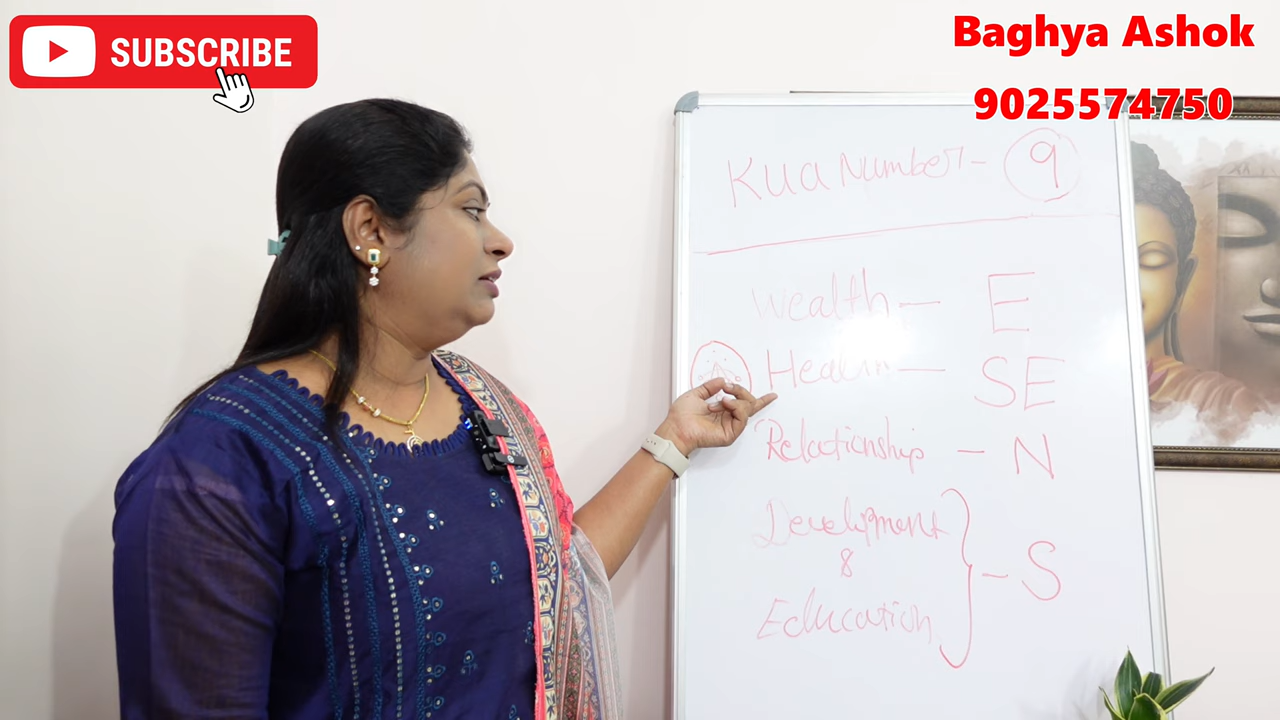 SUBSCRIBE
Baghya Ashok
9025574750
Kua Number - 9
Wealth - E
Health - SE
Relationship - N
Development
&
Education
- S